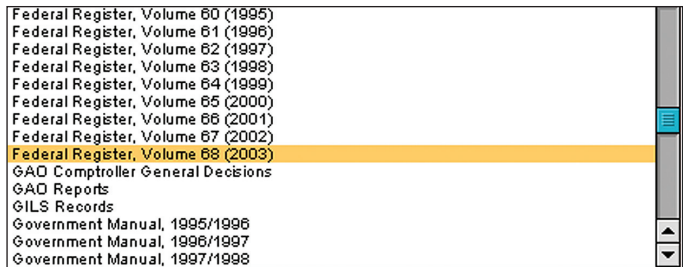 Federal Register, Volume 60 (1995)
Federal Register, Volume 61 (1996)
Federal Register, Volume 62 (1997)
Federal Register, Volume 63 (1998)
Federal Register, Volume 64 (1999)
Federal Register, Volume 65 (2000)
Federal Register, Volume 66 (2001)
Federal Register, Volume 67 (2002)
Federal Register, Volume 68 (2003)
GAO Comptroller General Decisions
GAO Reports
GILS Records
Government Manual, 1995/1996
Government Manual, 1996/1997
Government Manual, 1997/1998